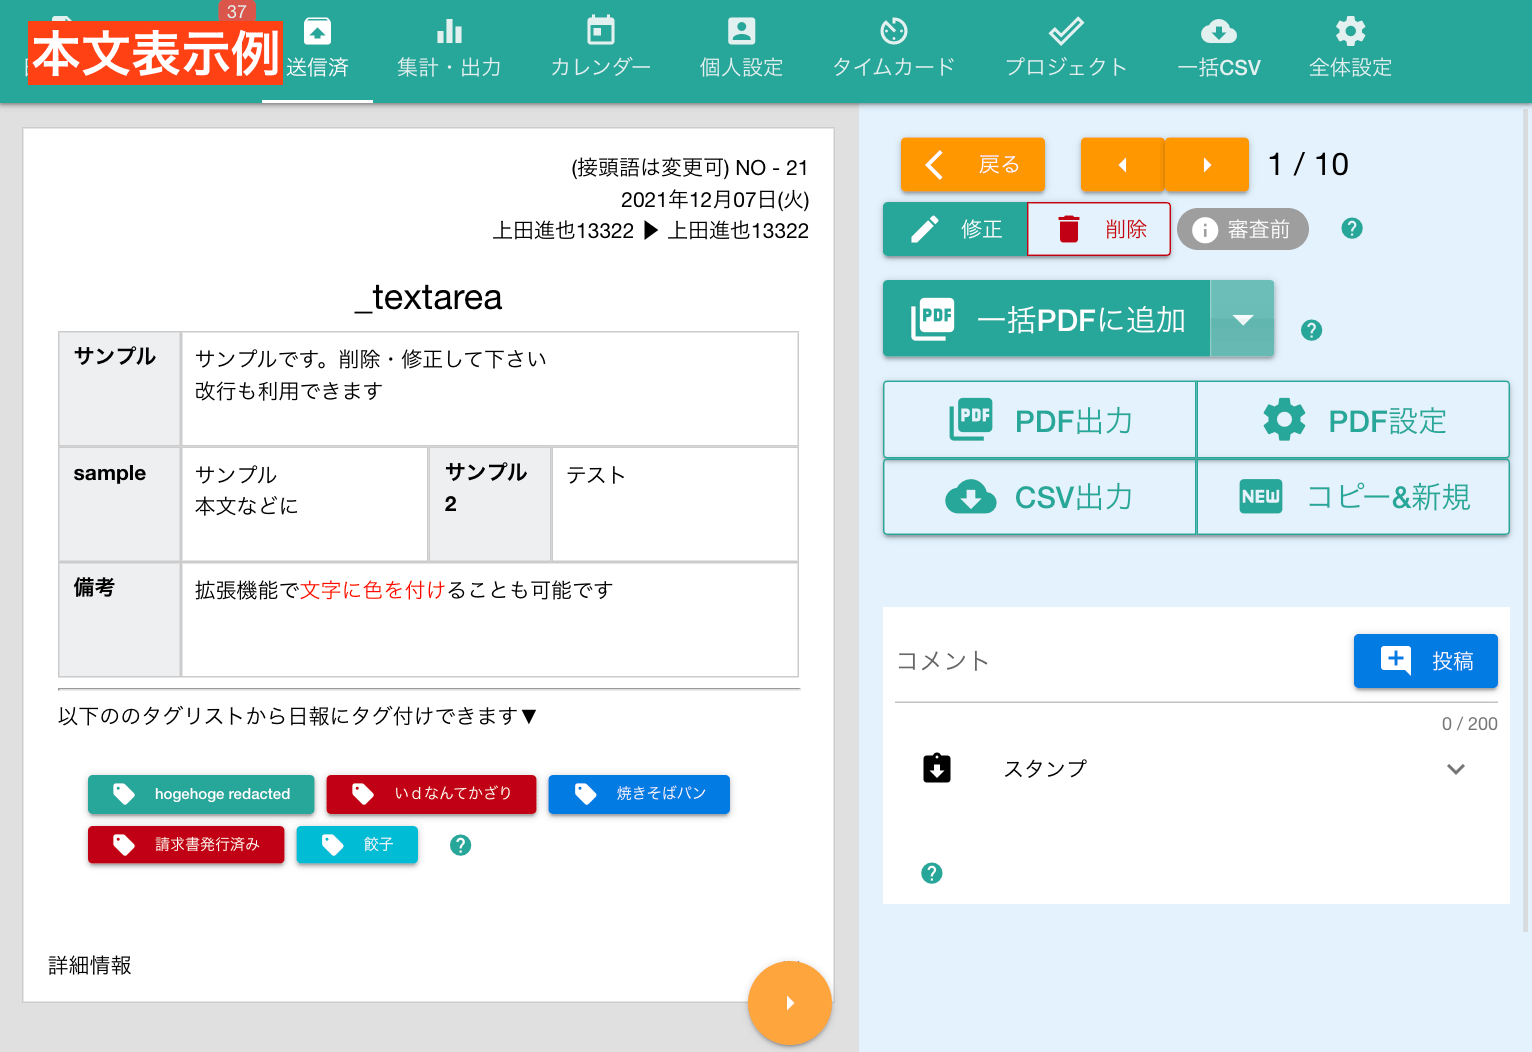 37
本文表示例
送信済
集計・出力
カレンダー
個人設定
タイムカード
プロジェクト
一括CSV
全体設定
(接頭語は変更可) NO - 21
2021年12月07日(火)
上田進也13322 ▶ 上田進也13322
_textarea
サンプル
サンプルです。削除・修正して下さい
改行も利用できます
sample
サンプル
本文などに
サンプル
2
テスト
備考
拡張機能で文字に色を付けることも可能です
以下ののタグリストから日報にタグ付けできます▼
hogehoge redacted
いｄなんてかざり
焼きそばパン
請求書発行済み
餃子
詳細情報
戻る
1 / 10
修正
削除
審査前
PDF
一括PDFに追加
PDF
PDF出力
PDF設定
CSV出力
NEW
コピー&新規
コメント
投稿
0 / 200
スタンプ